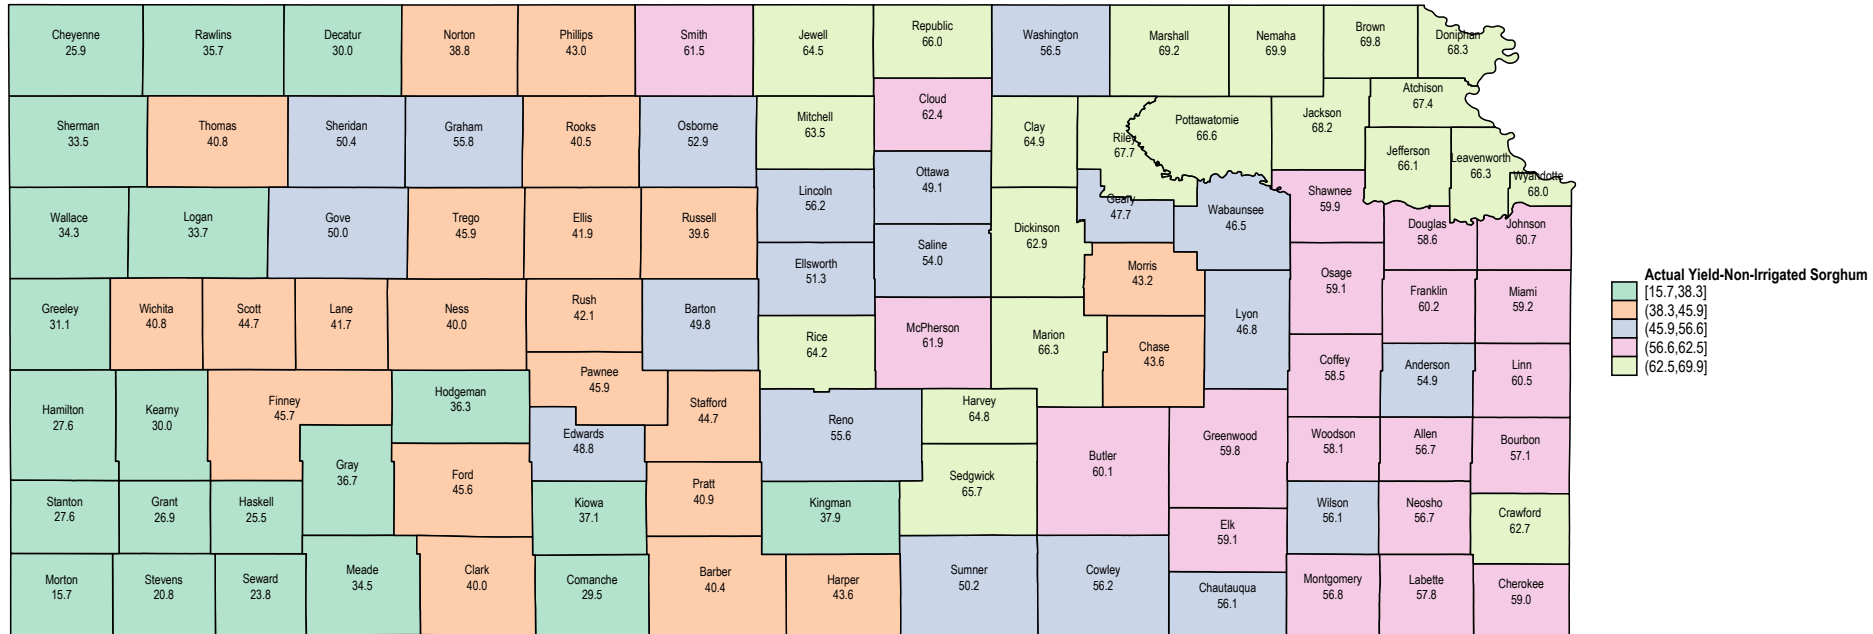 Cheyenne
25.9
Rawlins
35.7
Decatur
30.0
Norton
38.8
Phillips
43.0
Smith
61.5
Jewell
64.5
Republic
66.0
Washington
56.5
Marshall
69.2
Nemaha
69.9
Brown
69.8
Doniphan
68.3
Sherman
33.5
Thomas
40.8
Sheridan
50.4
Graham
55.8
Rooks
40.5
Osborne
52.9
Mitchell
63.5
Cloud
62.4
Clay
64.9
Riley
67.7
Pottawatomie
66.6
Jackson
68.2
Atchison
67.4
Jefferson
66.1
Leavenworth
66.3
Wyandotte
68.0
Wallace
34.3
Logan
33.7
Gove
50.0
Trego
45.9
Ellis
41.9
Russell
39.6
Lincoln
56.2
Ottawa
49.1
Saline
54.0
Dickinson
62.9
Geary
47.7
Wabaunsee
46.5
Shawnee
59.9
Douglas
58.6
Johnson
60.7
Ellsworth
51.3
Morris
43.2
Osage
59.1
Franklin
60.2
Miami
59.2
Actual Yield-Non-Irrigated Sorghum
[15.7,38.3]
(38.3,45.9]
(45.9,56.6]
(56.6,62.5]
(62.5,69.9]
Greeley
31.1
Wichita
40.8
Scott
44.7
Lane
41.7
Ness
40.0
Rush
42.1
Barton
49.8
Rice
64.2
McPherson
61.9
Marion
66.3
Chase
43.6
Lyon
46.8
Coffey
58.5
Anderson
54.9
Linn
60.5
Hamilton
27.6
Kearny
30.0
Finney
45.7
Hodgeman
36.3
Pawnee
45.9
Stafford
44.7
Edwards
48.8
Reno
55.6
Harvey
64.8
Butler
60.1
Greenwood
59.8
Woodson
58.1
Allen
56.7
Bourbon
57.1
Gray
36.7
Ford
45.6
Pratt
40.9
Sedgwick
65.7
Stanton
27.6
Grant
26.9
Haskell
25.5
Kiowa
37.1
Kingman
37.9
Elk
59.1
Wilson
56.1
Neosho
56.7
Crawford
62.7
Morton
15.7
Stevens
20.8
Seward
23.8
Meade
34.5
Clark
40.0
Comanche
29.5
Barber
40.4
Harper
43.6
Sumner
50.2
Cowley
56.2
Chautauqua
56.1
Montgomery
56.8
Labette
57.8
Cherokee
59.0